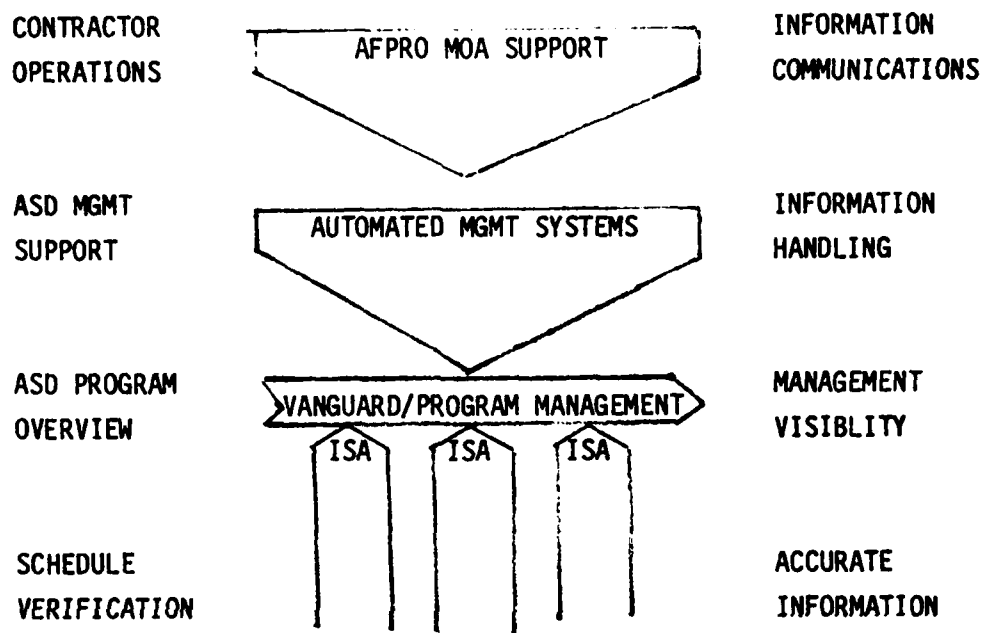 CONTRACTOR
OPERATIONS
AFPRO MOA SUPPORT
INFORMATION
COMMUNICATIONS
ASD MGMT
SUPPORT
AUTOMATED MGMT SYSTEMS
INFORMATION
HANDLING
ASD PROGRAM
OVERVIEW
VANGUARD/PROGRAM MANAGEMENT
MANAGEMENT
VISIBLITY
ISA
ISA
ISA
SCHEDULE
VERIFICATION
ACCURATE
INFORMATION